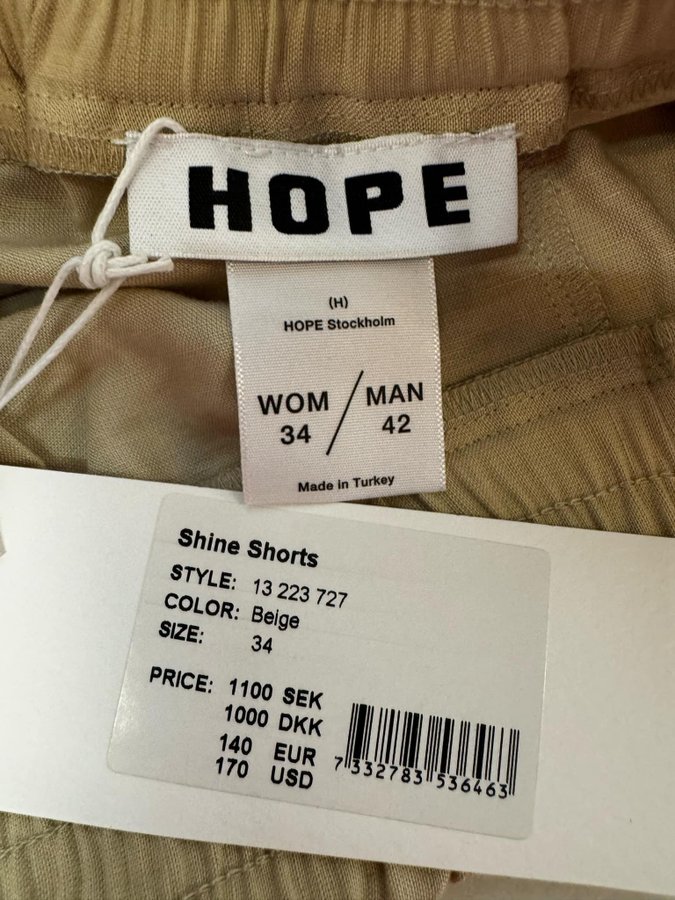 HOPE
(H)
HOPE Stockholm
WOM / MAN
34 42
Made in Turkey
Shine Shorts
STYLE: 13 223 727
COLOR: Beige
SIZE: 34
PRICE: 1100 SEK
1000 DKK
140 EUR
170 USD
7 332783 536463